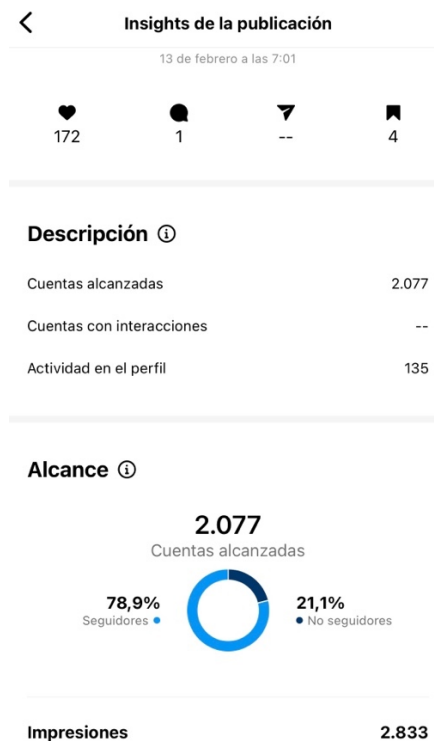 Insights de la publicación
13 de febrero a las 7:01
172 1 -- 4
Descripción
Cuentas alcanzadas 2.077
Cuentas con interacciones --
Actividad en el perfil 135
Alcance
2.077
Cuentas alcanzadas
78,9% 21,1%
Seguidores No seguidores
Impresiones 2.833